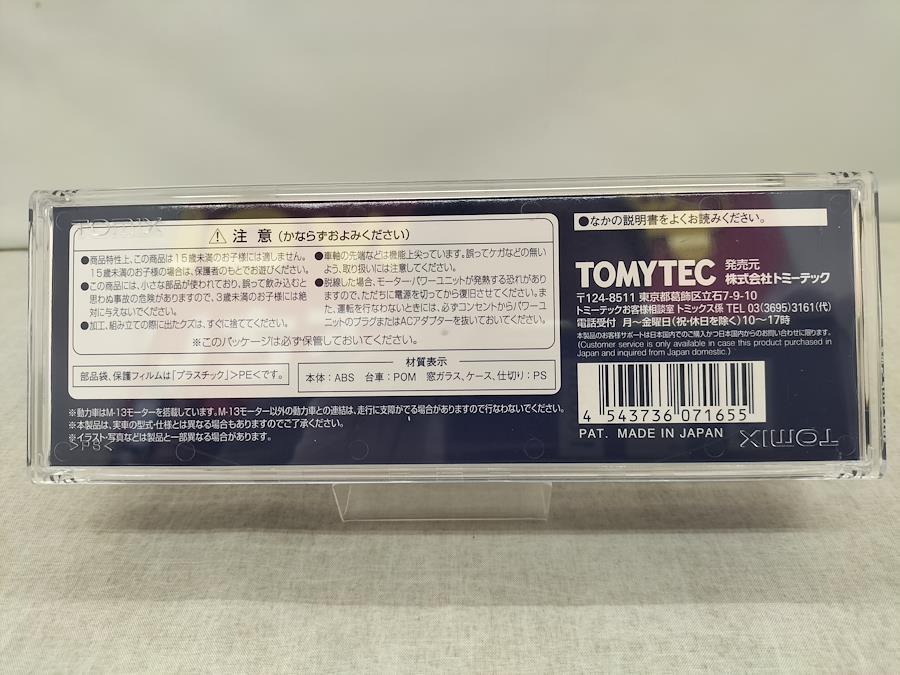 TOMIX
⚠ 注 意 (かならずおよみください)
●商品特性上、この商品は15歳未満のお子様には適しません。
15歳未満のお子様の場合は、保護者のもとでお遊びください。
●この商品には、小さな部品が使われており、誤って飲み込むと
思わぬ事故の危険がありますので、3歳未満のお子様には絶
対に与えないでください。
●加工、組み立ての際に出たクズは、すぐに捨ててください。
●車軸の先端などは機能上尖っています。誤ってケガなどの無い
よう、取り扱いには注意してください。
●脱線した場合、モーター・パワーユニットが発熱する恐れがあり
ますので、ただちに電源を切ってから復旧させてください。ま
た、運転を行わないときには、必ずコンセントからパワーユ
ニットのプラグまたはACアダプターを抜いておいてください。
※このパッケージは必ず保管しておいてください。
部品袋、保護フィルムは「プラスチック」>PE<です。
材質表示
本体:ABS 台車:POM 窓ガラス、ケース、仕切り:PS
※動力車はM-13モーターを搭載しています。M-13モーター以外の動力車との連結は、走行に支障がでる場合がありますので行なわないでください。
※本製品は、実車の型式・仕様とは異なる場合もありますのでご了承ください。
※イラスト・写真などは製品と一部異なる場合があります。
>PS<
●なかの説明書をよくお読みください。
TOMYTEC 発売元
株式会社トミーテック
〒124-8511 東京都葛飾区立石7-9-10
トミーテックお客様相談室 トミックス係 TEL 03(3695)3161(代)
電話受付 月〜金曜日(祝・休日を除く)10〜17時
本製品のお客様サポートは日本国内でのご購入かつ日本国内からのお問い合わせに限ります。
(Customer service is only available in case this product purchased in
Japan and inquired from Japan domestic.)
4 543736 071655
PAT. MADE IN JAPAN
TOMIX